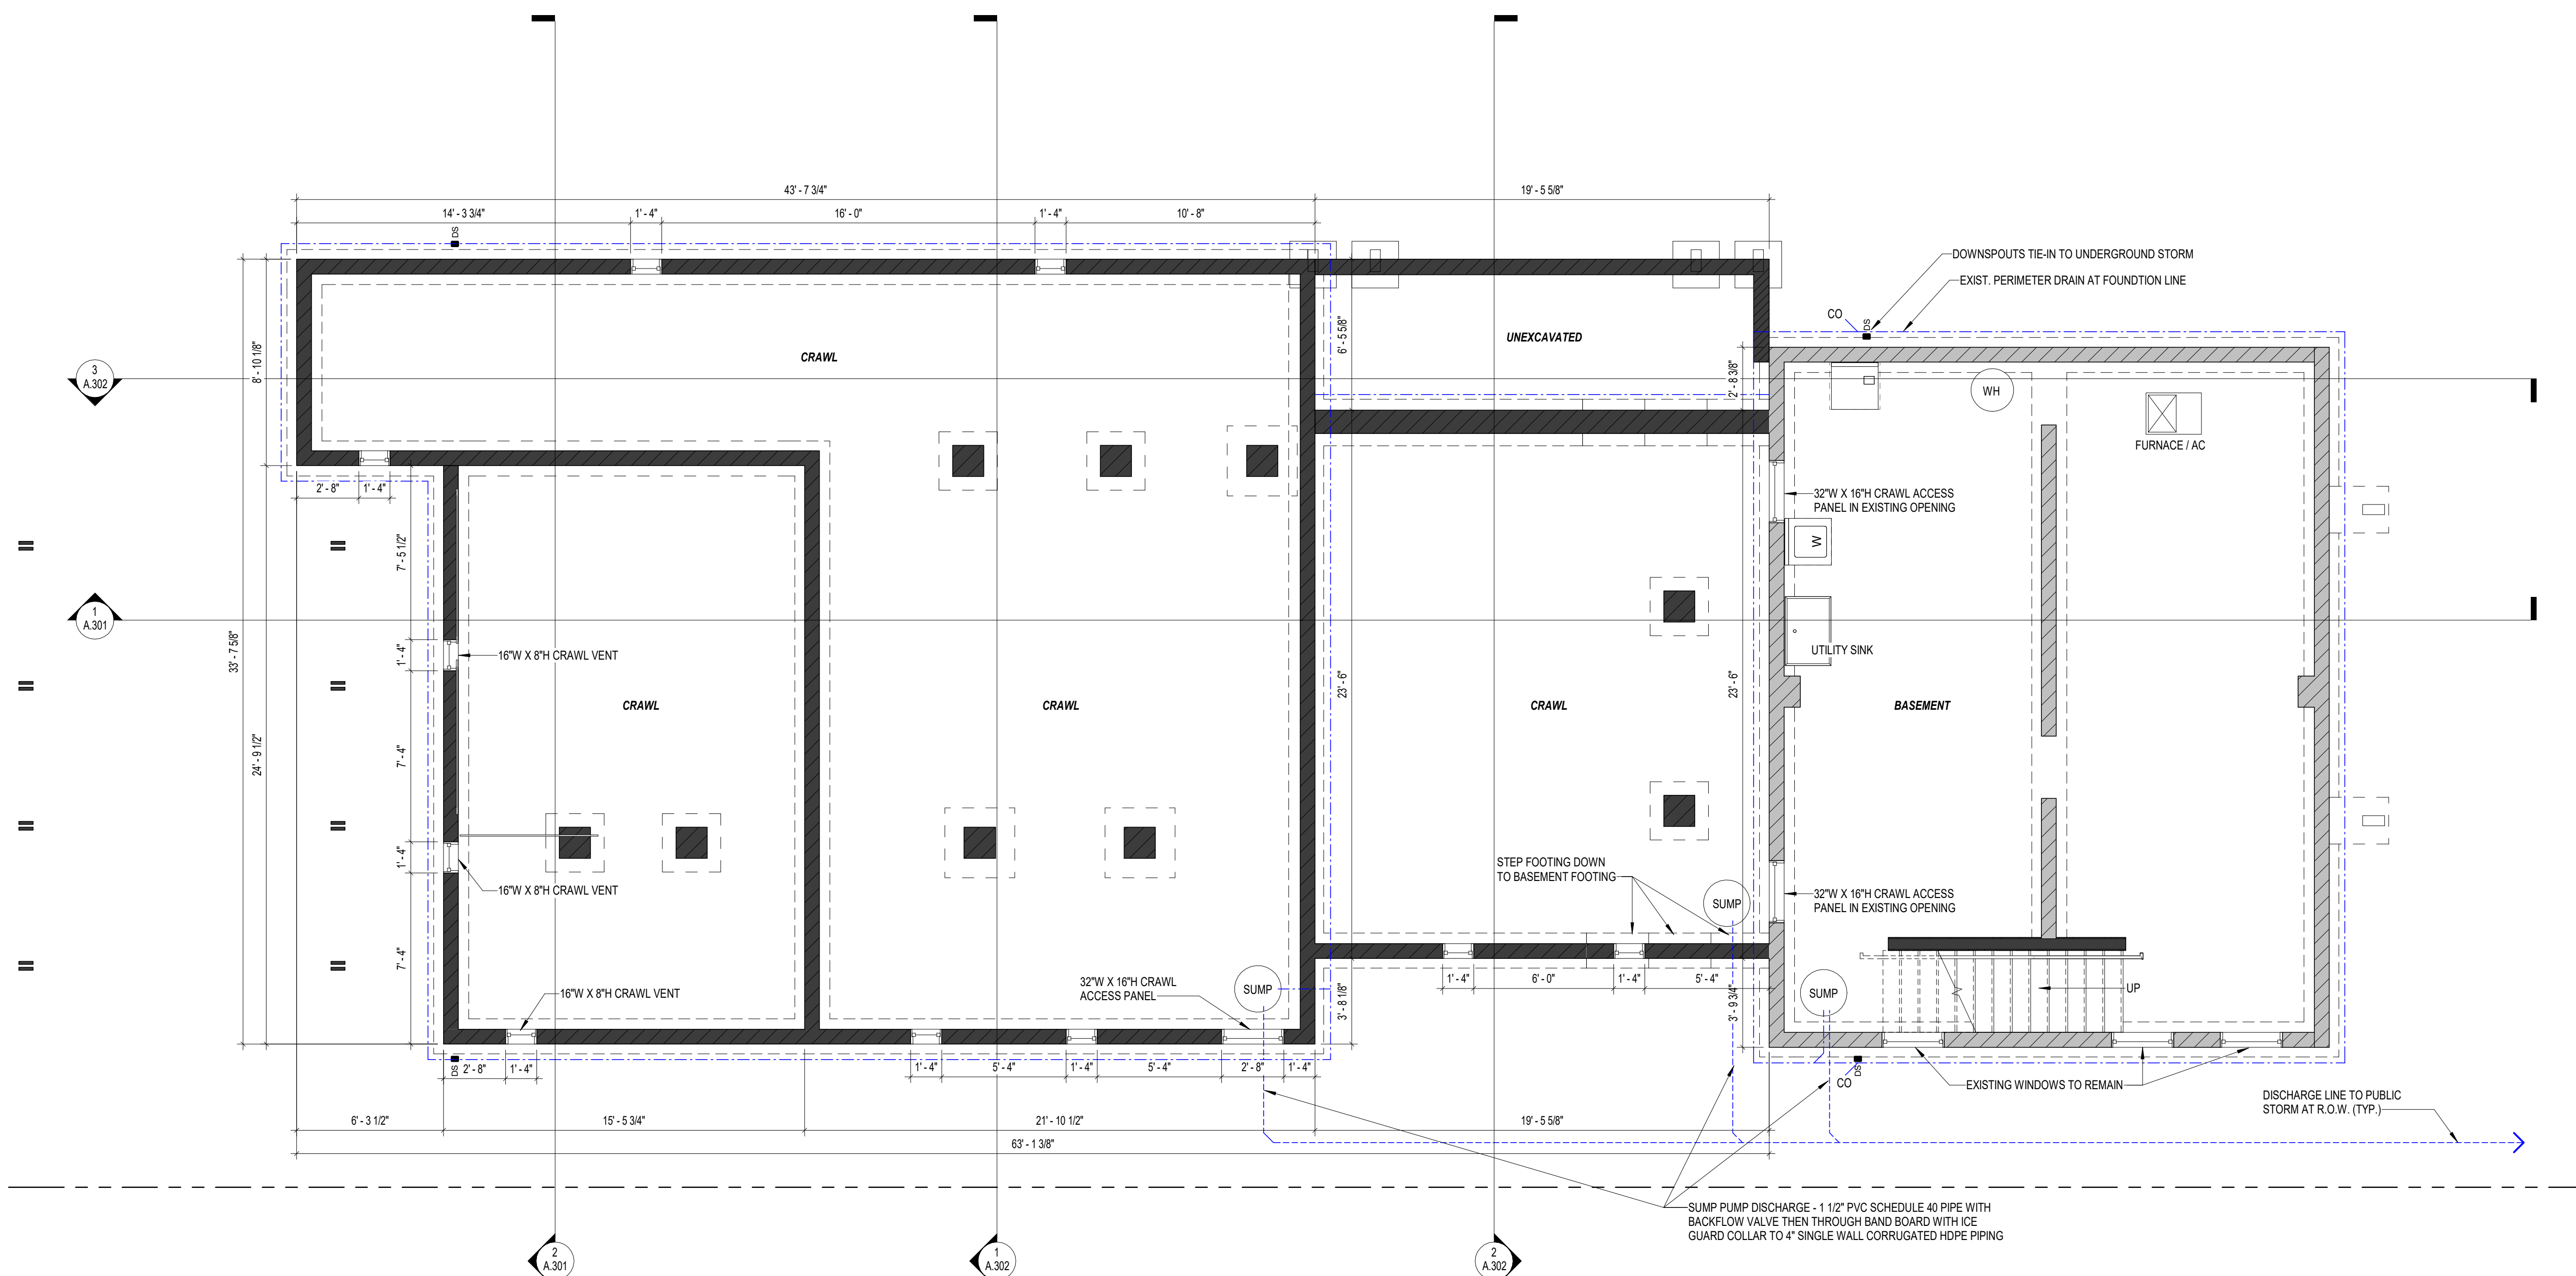 43' - 7 3/4"
19' - 5 5/8"
14' - 3 3/4"
1' - 4"
16' - 0"
1' - 4"
10' - 8"
DS
DOWNSPOUTS TIE-IN TO UNDERGROUND STORM
EXIST. PERIMETER DRAIN AT FOUNDTION LINE
CO
DS
8' - 10 1/8"
6' - 5 5/8"
UNEXCAVATED
CRAWL
2' - 8 3/8"
3
A.302
WH
FURNACE / AC
2' - 8"
1' - 4"
32"W X 16"H CRAWL ACCESS
PANEL IN EXISTING OPENING
7' - 5 1/2"
W
1
A.301
33' - 7 5/8"
1' - 4"
16"W X 8"H CRAWL VENT
UTILITY SINK
23' - 6"
23' - 6"
CRAWL
CRAWL
CRAWL
BASEMENT
24' - 9 1/2"
7' - 4"
1' - 4"
16"W X 8"H CRAWL VENT
STEP FOOTING DOWN
TO BASEMENT FOOTING
SUMP
32"W X 16"H CRAWL ACCESS
PANEL IN EXISTING OPENING
7' - 4"
16"W X 8"H CRAWL VENT
32"W X 16"H CRAWL
ACCESS PANEL
SUMP
3' - 8 1/8"
1' - 4"
6' - 0"
1' - 4"
5' - 4"
3' - 9 3/4"
SUMP
UP
DS
2' - 8"
1' - 4"
1' - 4"
5' - 4"
1' - 4"
5' - 4"
2' - 8"
1' - 4"
CO
DS
EXISTING WINDOWS TO REMAIN
DISCHARGE LINE TO PUBLIC
STORM AT R.O.W. (TYP.)
6' - 3 1/2"
15' - 5 3/4"
21' - 10 1/2"
19' - 5 5/8"
63' - 1 3/8"
SUMP PUMP DISCHARGE - 1 1/2" PVC SCHEDULE 40 PIPE WITH
BACKFLOW VALVE THEN THROUGH BAND BOARD WITH ICE
GUARD COLLAR TO 4" SINGLE WALL CORRUGATED HDPE PIPING
2
A.301
1
A.302
2
A.302